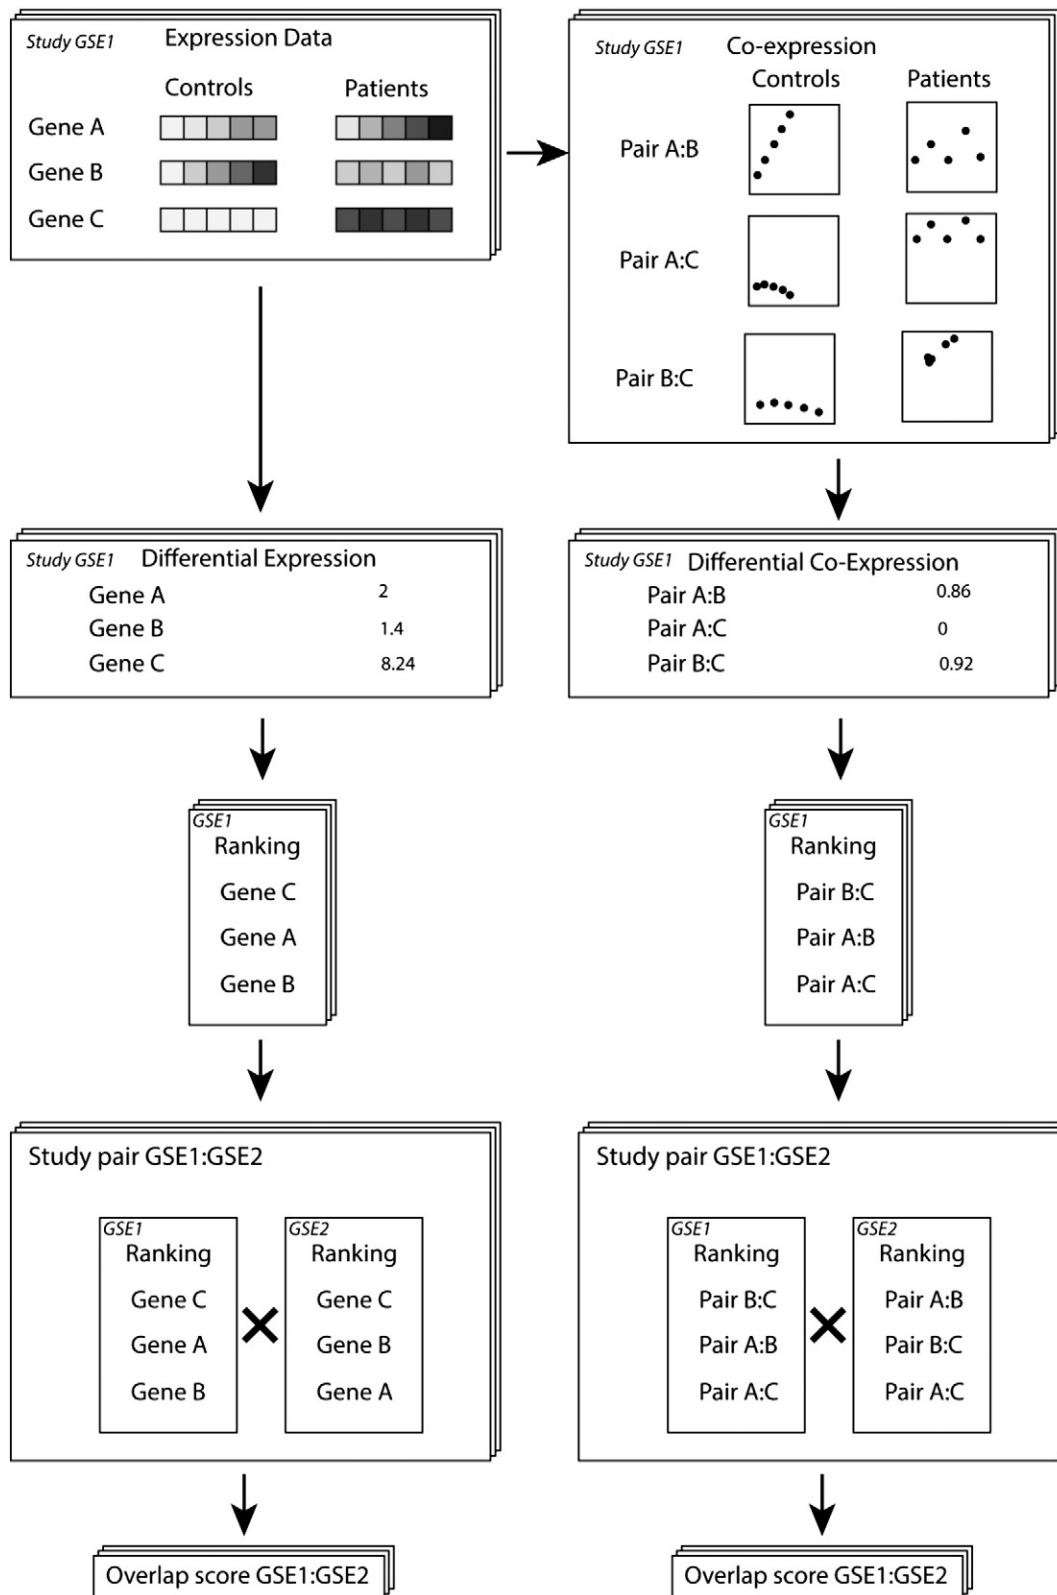 Study GSE1 Expression Data
Controls Patients
Gene A
Gene B
Gene C
Study GSE1 Co-expression
Controls Patients
Pair A:B
Pair A:C
Pair B:C
Study GSE1 Differential Expression
Gene A 2
Gene B 1.4
Gene C 8.24
Study GSE1 Differential Co-Expression
Pair A:B 0.86
Pair A:C 0
Pair B:C 0.92
GSE1
Ranking
Gene C
Gene A
Gene B
GSE1
Ranking
Pair B:C
Pair A:B
Pair A:C
Study pair GSE1:GSE2
GSE1
Ranking
Gene C
Gene A
Gene B
GSE2
Ranking
Gene C
Gene B
Gene A
Study pair GSE1:GSE2
GSE1
Ranking
Pair B:C
Pair A:B
Pair A:C
GSE2
Ranking
Pair A:B
Pair B:C
Pair A:C
Overlap score GSE1:GSE2
Overlap score GSE1:GSE2